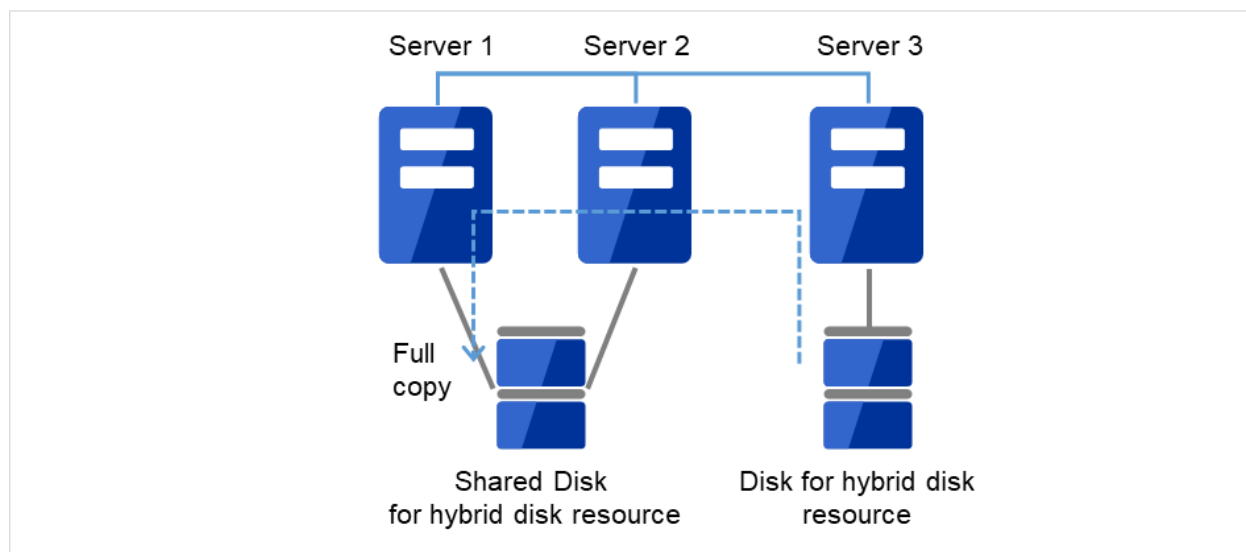 Server 1
Server 2
Server 3
Full
copy
Shared Disk
for hybrid disk resource
Disk for hybrid disk
resource